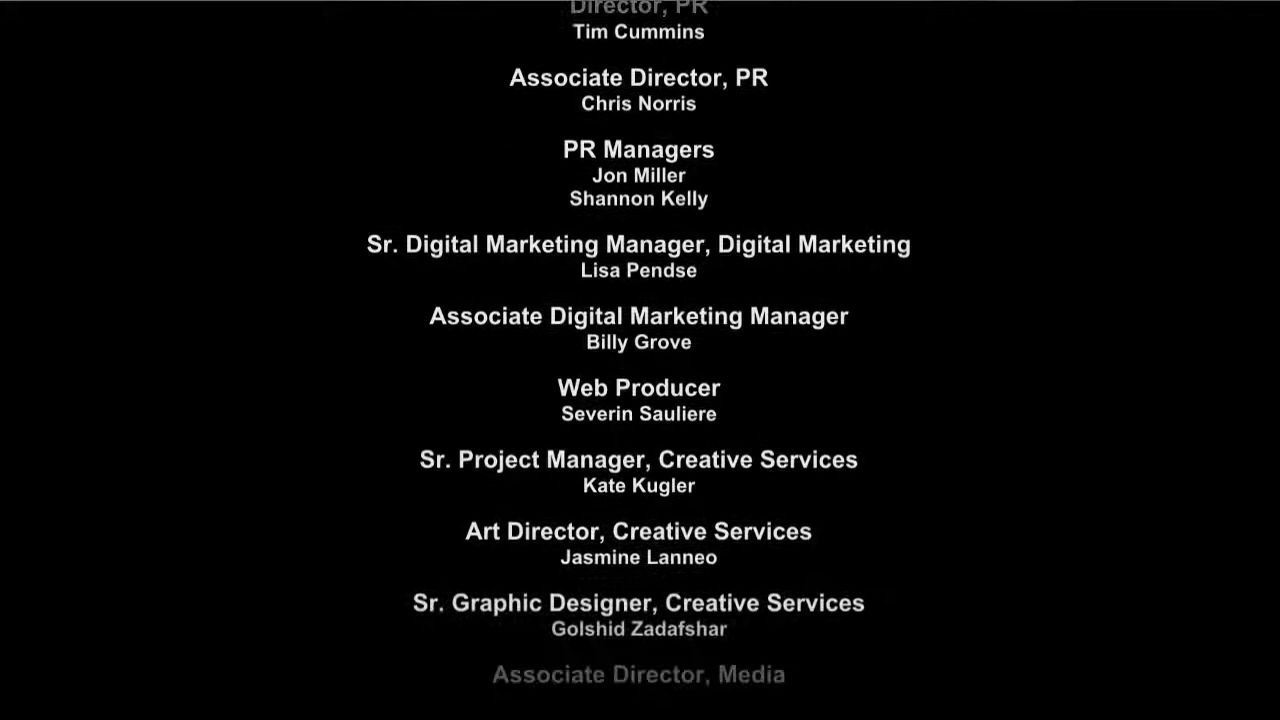 Director, PR
Tim Cummins
Associate Director, PR
Chris Norris
PR Managers
Jon Miller
Shannon Kelly
Sr. Digital Marketing Manager, Digital Marketing
Lisa Pendse
Associate Digital Marketing Manager
Billy Grove
Web Producer
Severin Sauliere
Sr. Project Manager, Creative Services
Kate Kugler
Art Director, Creative Services
Jasmine Lanneo
Sr. Graphic Designer, Creative Services
Golshid Zadafshar
Associate Director, Media